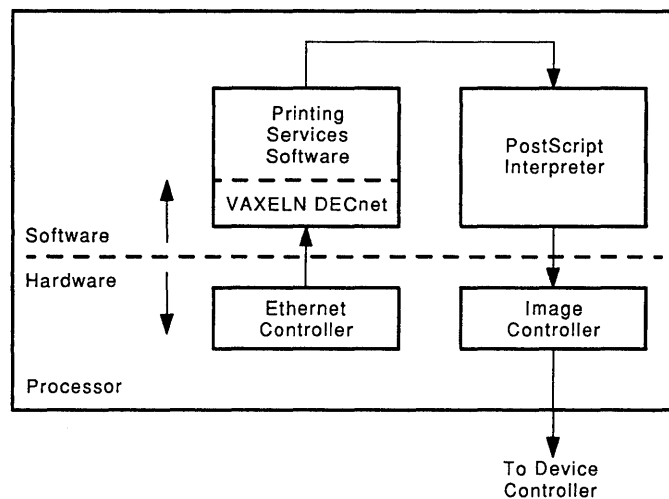 Printing
Services
Software
VAXELN DECnet
PostScript
Interpreter
Software
Hardware
Ethernet
Controller
Image
Controller
Processor
To Device
Controller